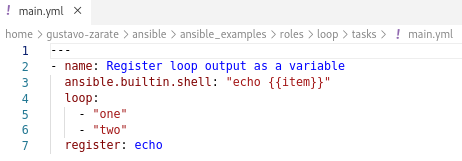 main.yml ×
home > gustavo-zarate > ansible > ansible_examples > roles > loop > tasks > ! main.yml
1 ---
2 - name: Register loop output as a variable
3   ansible.builtin.shell: "echo {{item}}"
4   loop:
5     - "one"
6     - "two"
7   register: echo